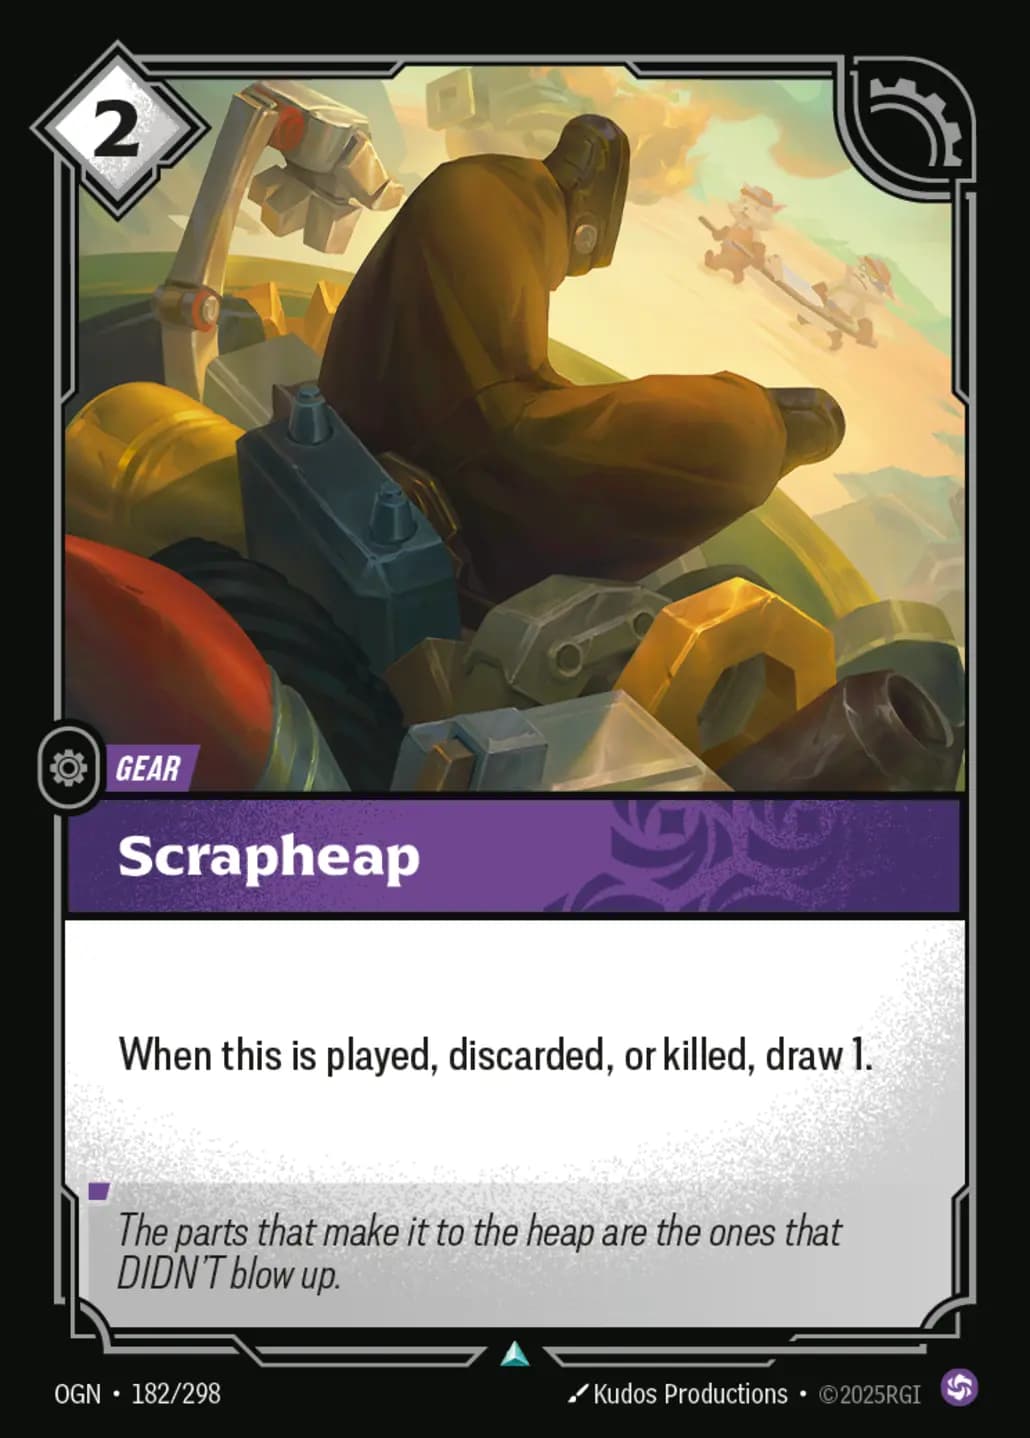 2
GEAR
Scrapheap
When this is played, discarded, or killed, draw 1.
The parts that make it to the heap are the ones that
DIDN'T blow up.
OGN • 182/298
Kudos Productions • ©2025RGI